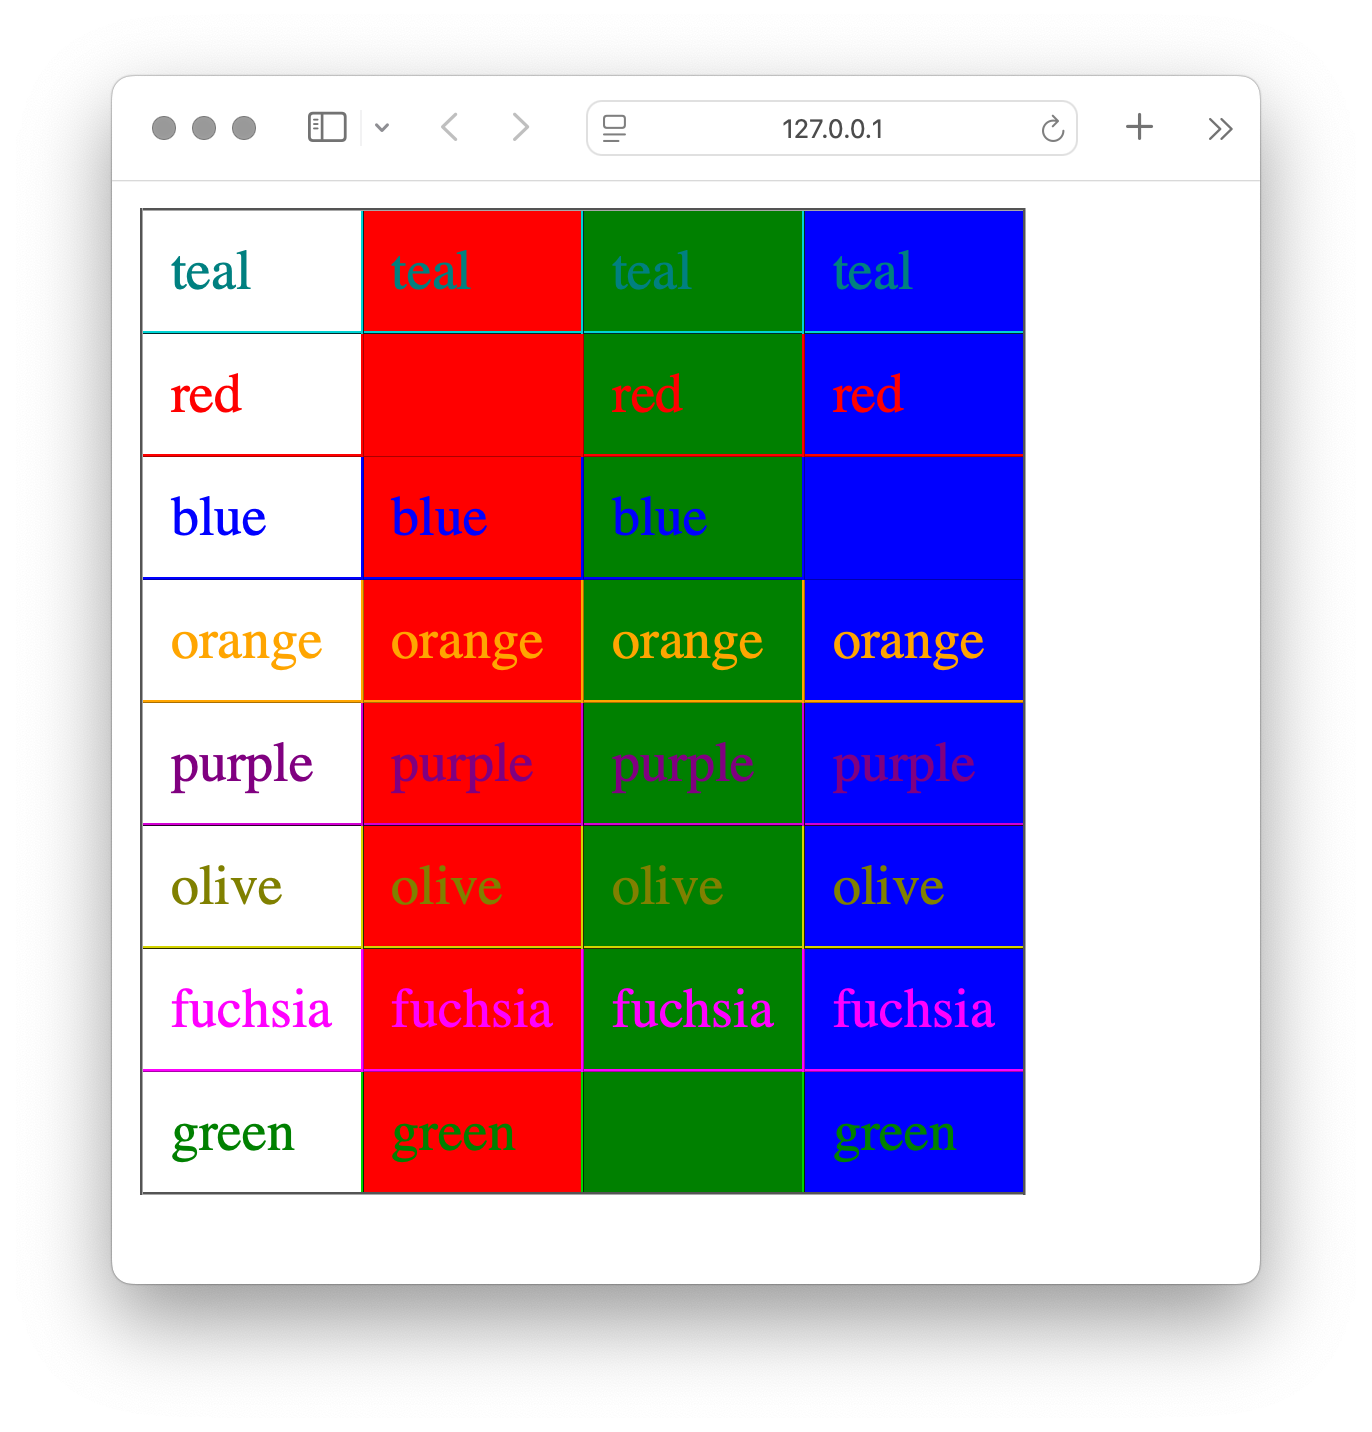 127.0.0.1
teal teal teal teal
red red red
blue blue blue
orange orange orange orange
purple purple purple purple
olive olive olive olive
fuchsia fuchsia fuchsia fuchsia
green green green